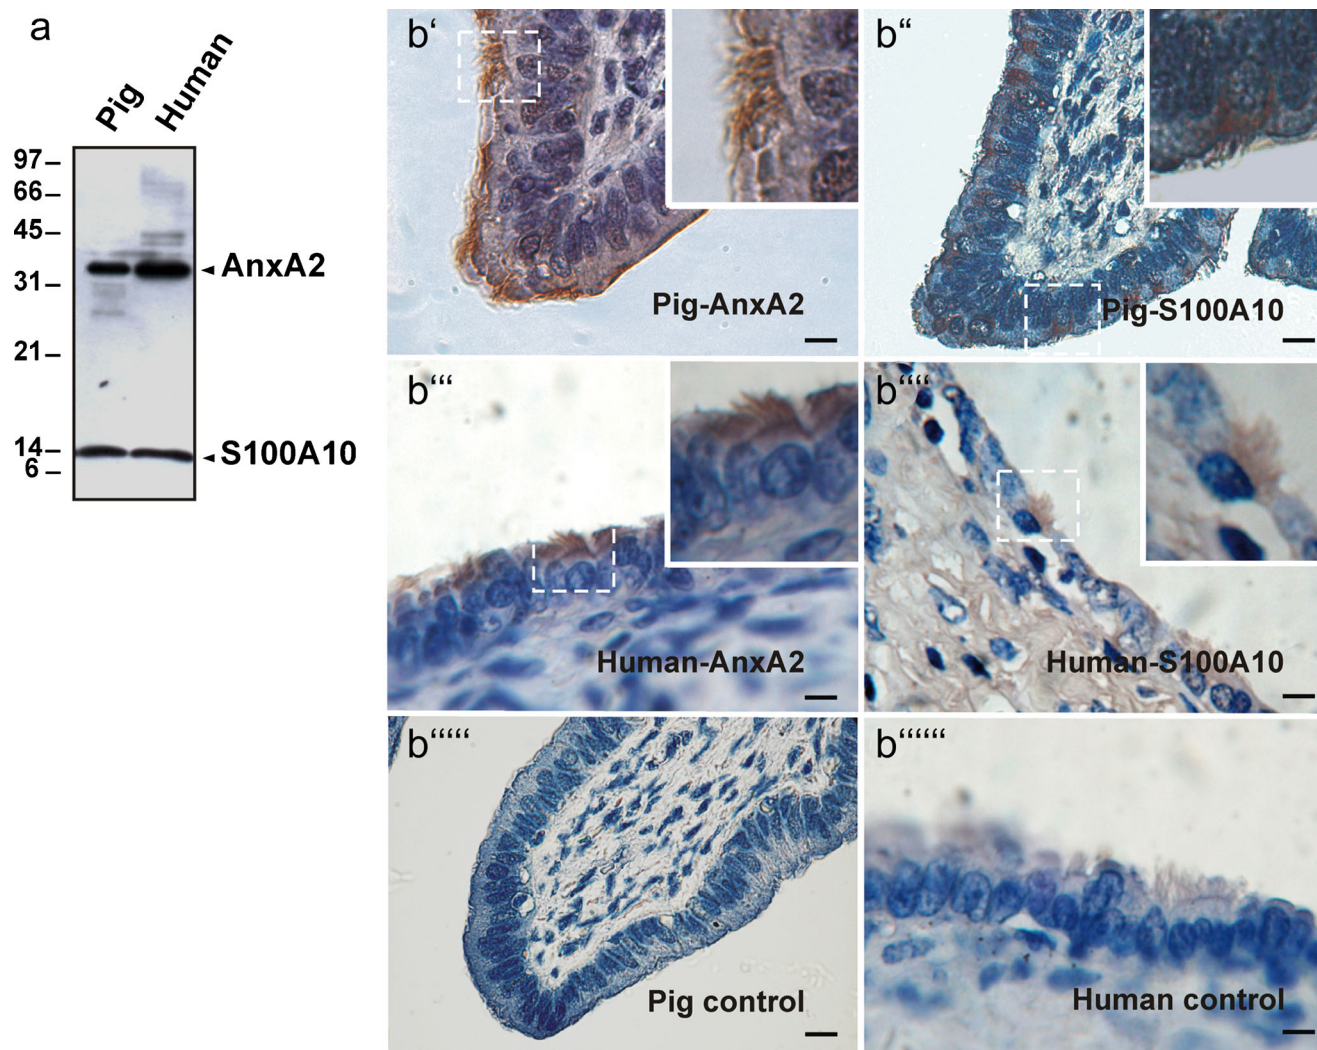 a
Pig
Human
97
66
45
31
21
14
6
AnxA2
S100A10
b‘
Pig-AnxA2
b“
Pig-S100A10
b“‘
Human-AnxA2
b““
Human-S100A10
b““‘
Pig control
b“““
Human control